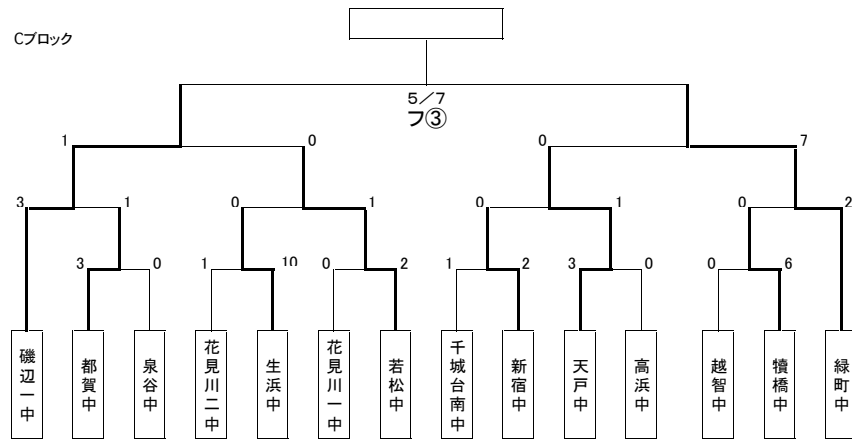 Cブロック
5/7
フ③
1 0 0 7
3 1 0 1 0 1 0 2
3 0 1 10 0 2 1 2 3 0 0 6
磯辺一中
都賀中
泉谷中
花見川二中
生浜中
花見川一中
若松中
千城台南中
新宿中
天戸中
高浜中
越智中
犢橋中
緑町中